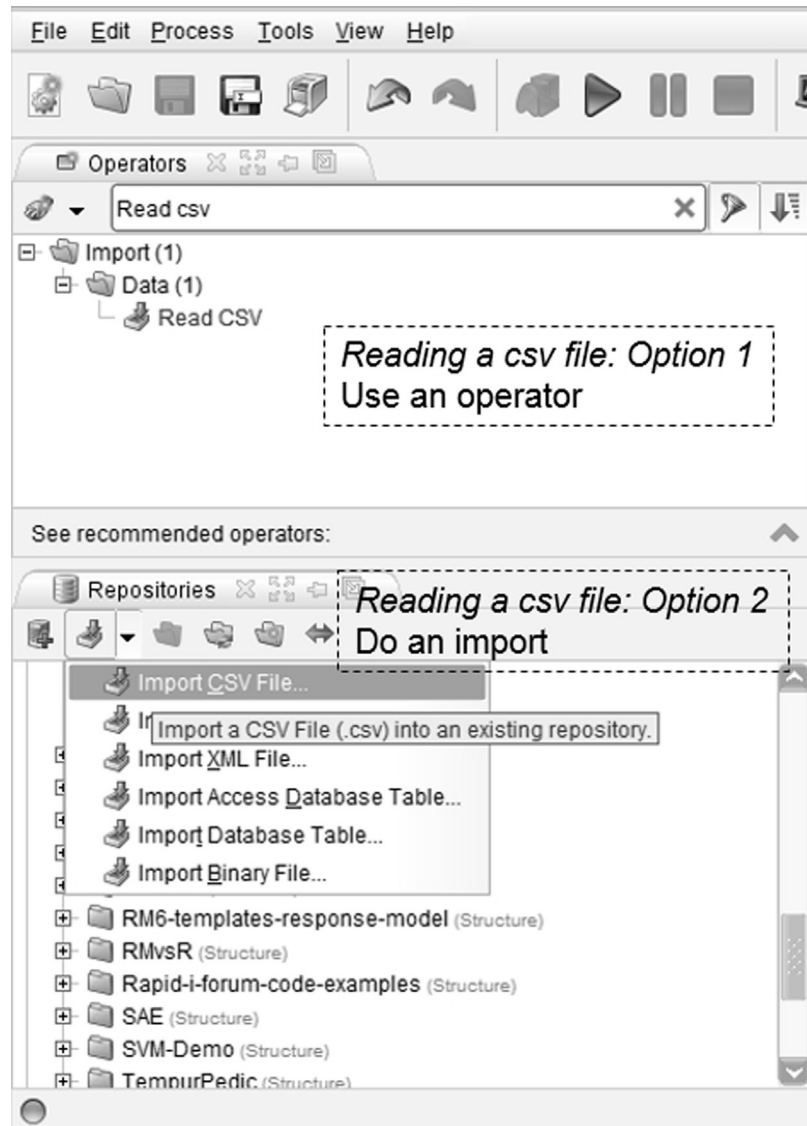 File Edit Process Tools View Help
Operators
Read csv
Import (1)
Data (1)
Read CSV
Reading a csv file: Option 1
Use an operator
See recommended operators:
Repositories
Reading a csv file: Option 2
Do an import
Import CSV File...
Import a CSV File (.csv) into an existing repository.
Import XML File...
Import Access Database Table...
Import Database Table...
Import Binary File...
RM6-templates-response-model (Structure)
RMvsR (Structure)
Rapid-i-forum-code-examples (Structure)
SAE (Structure)
SVM-Demo (Structure)
TempurPedic (Structure)